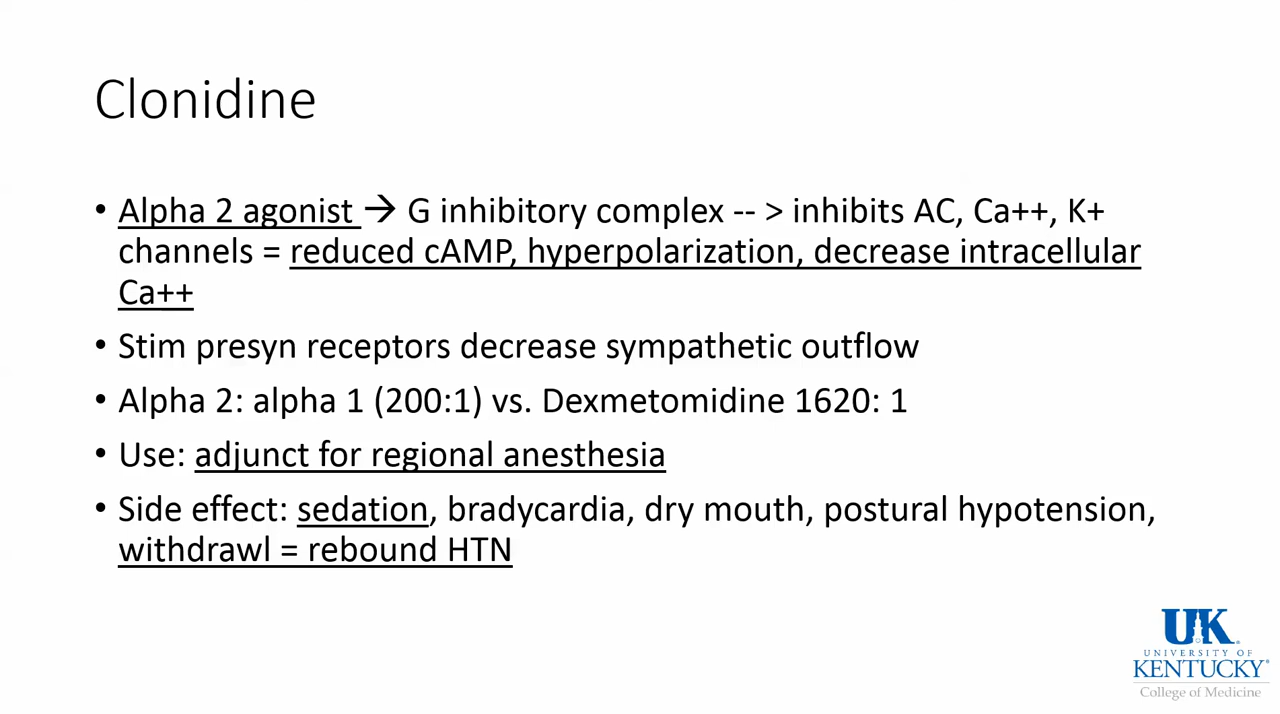 Clonidine
• Alpha 2 agonist → G inhibitory complex -- > inhibits AC, Ca++, K+
channels = reduced cAMP, hyperpolarization, decrease intracellular
Ca++
• Stim presyn receptors decrease sympathetic outflow
• Alpha 2: alpha 1 (200:1) vs. Dexmetomidine 1620: 1
• Use: adjunct for regional anesthesia
• Side effect: sedation, bradycardia, dry mouth, postural hypotension,
withdrawl = rebound HTN
UK
UNIVERSITY OF
KENTUCKY®
College of Medicine